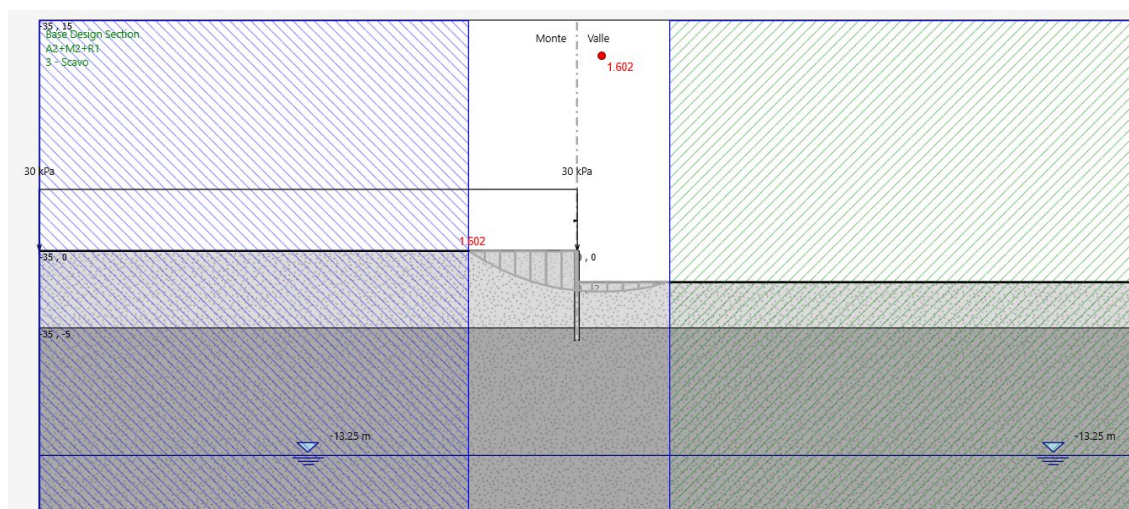 -35, 15
Base Design Section
A2+M2+R1
3 - Scavo
Monte
Valle
1.602
30 kPa
30 kPa
1.602
-35, 0
0, 0
-35, -5
-13.25 m
-13.25 m